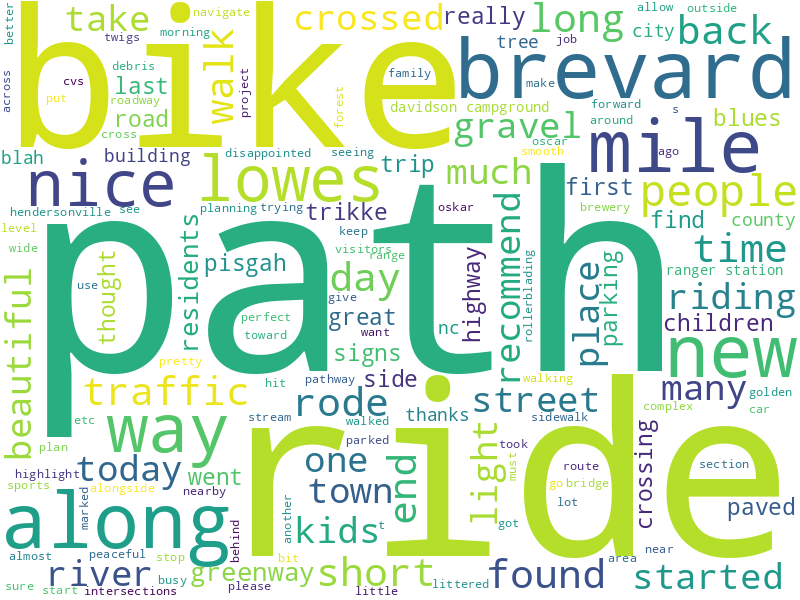 better
take
navigate
crossed
really
long
allow
outside
twigs
morning
tree
job
city
back
across
bike
walk
project
cvs
debris
last
roadway
road
cross
put
family
forest
brevard
make
davidson campground
forward
around
s
gravel
oscar
smooth
mile
ago
blues
blah
building
disappointed
seeing
trip
much
first
people
nice
lowes
hendersonville
see
planning
trying
trikke
oskar
recommend
brewery
find
county
level
wide
residents
keep
visitors
range
path
time
beautiful
thought
pisgah
day
highway
rollerblading
place
parking
ranger station
use
give
riding
perfect
toward
great
want
nc
children
signs
new
pretty
hit
pathway
side
walking
many
golden
traffic
rode
street
complex
car
etc
stream
walked
parked
thanks
sidewalk
way
plan
ride
light
took
must
crossing
today
one
end
route
section
highlight
went
town
go
bridge
sports
alongside
nearby
marked
lot
paved
along
behind
another
kids
t
got
almost
peaceful
stop
bit
area
near
river
busy
greenway
short
found
started
sure
start
intersections
please
little
littered